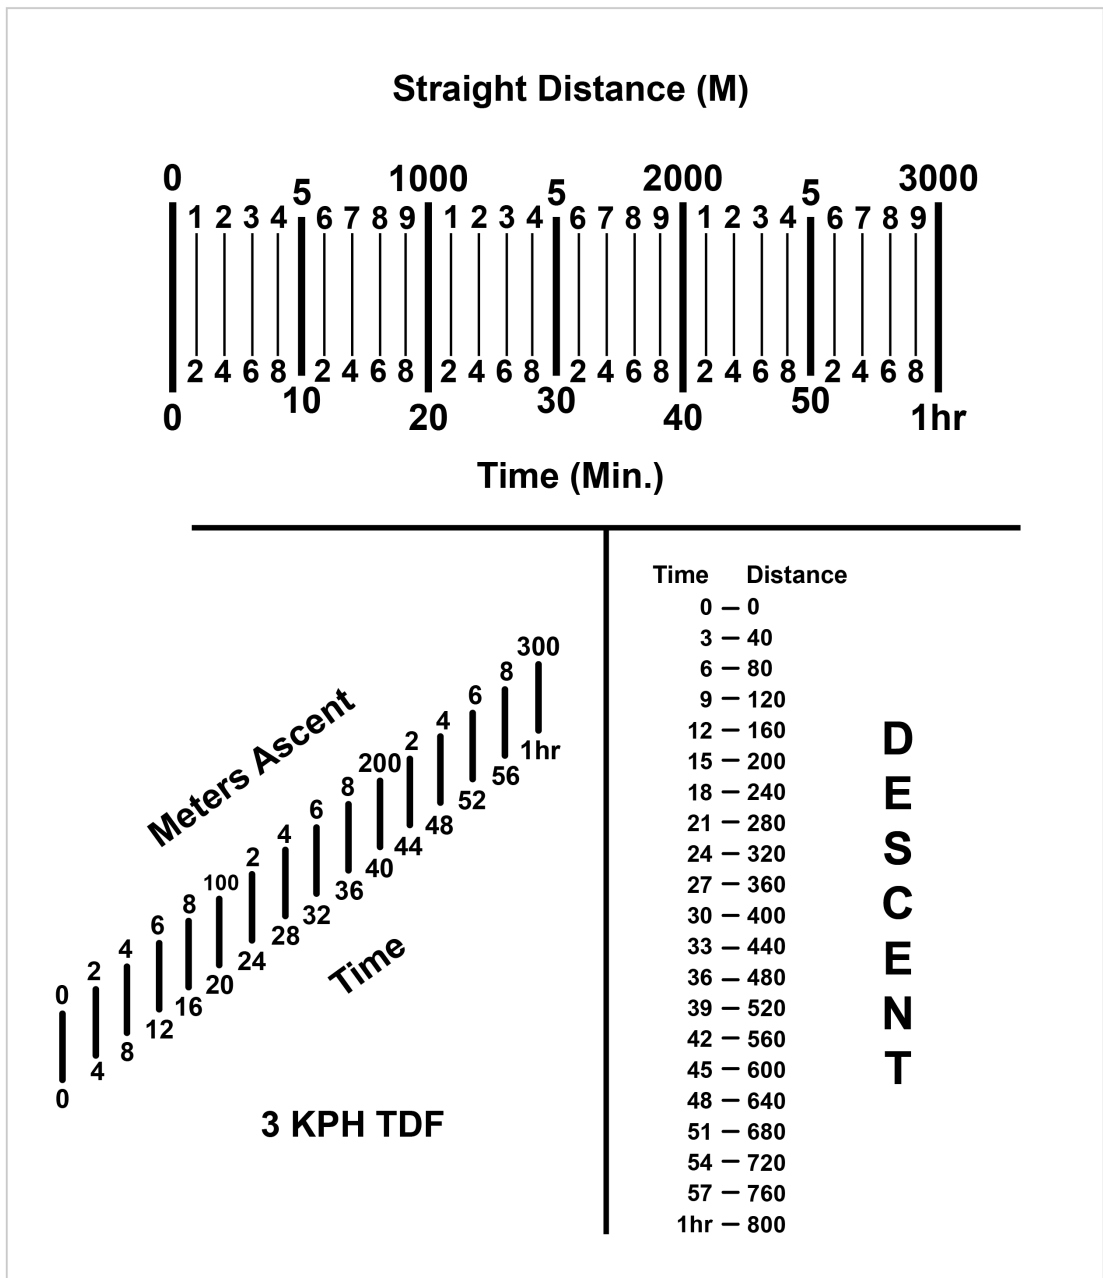 Straight Distance (M)
0 5 1000 5 2000 5 3000
1 2 3 4 6 7 8 9 1 2 3 4 6 7 8 9 1 2 3 4 6 7 8 9
2 4 6 8 2 4 6 8 2 4 6 8 2 4 6 8 2 4 6 8 2 4 6 8
0 10 20 30 40 50 1hr
Time (Min.)
Meters Ascent
0 2 4 6 8 100 2 4 6 8 200 2 4 6 8 300
0 4 8 12 16 20 24 28 32 36 40 44 48 52 56 1hr
Time
3 KPH TDF
Time Distance
0 – 0
3 – 40
6 – 80
9 – 120
12 – 160
15 – 200
18 – 240
21 – 280
24 – 320
27 – 360
30 – 400
33 – 440
36 – 480
39 – 520
42 – 560
45 – 600
48 – 640
51 – 680
54 – 720
57 – 760
1hr – 800
DESCENT